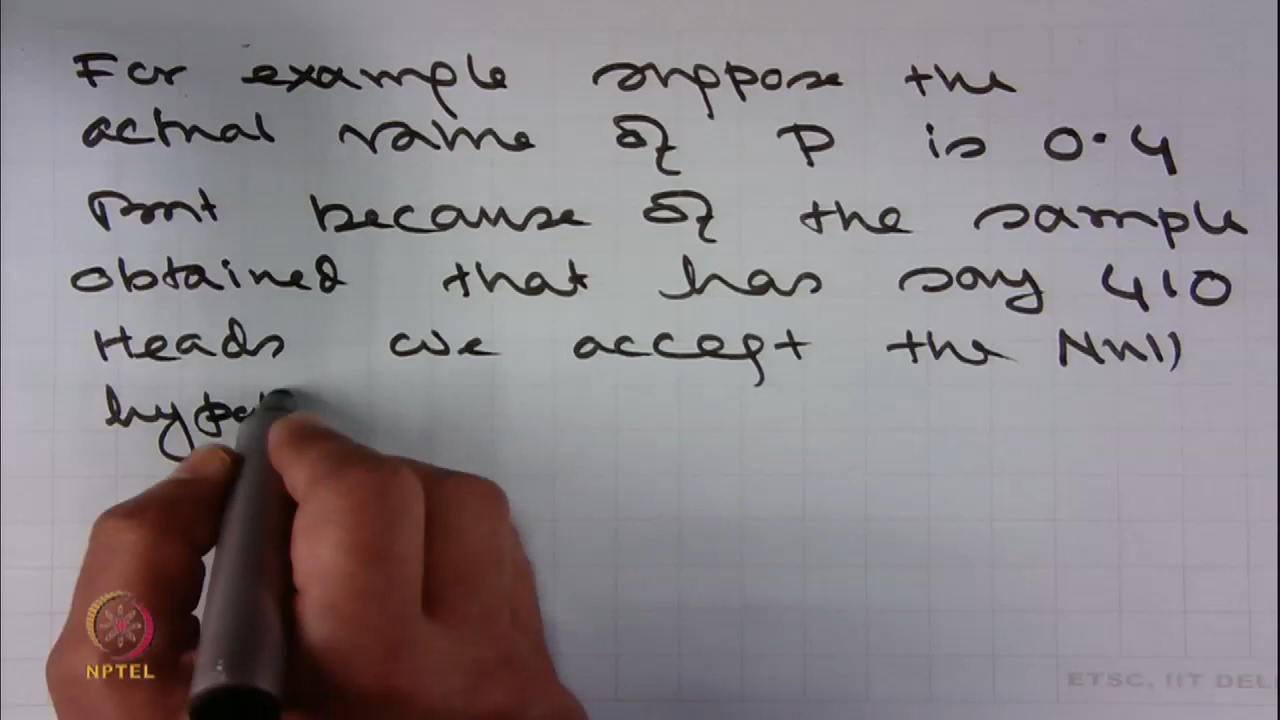 For example suppose the
actual value of P is 0.4
But because of the sample
obtained that has say 410
Heads we accept the Null
hypo
NPTEL
ETSC, IIT DEL